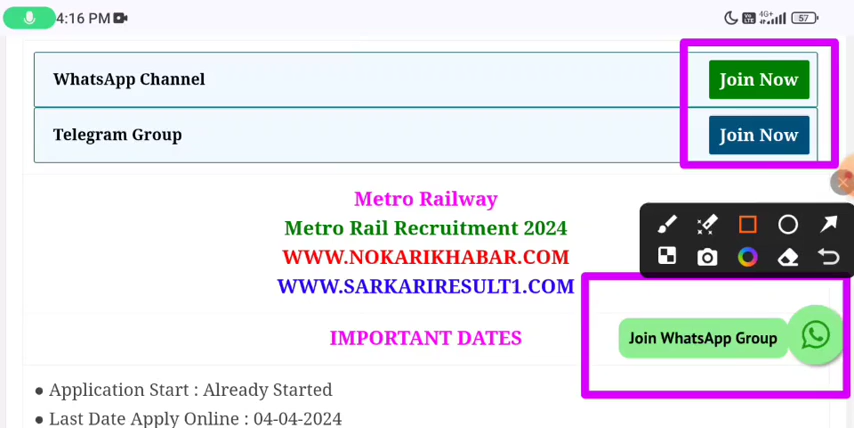 4:16 PM
4G+
57
WhatsApp Channel
Join Now
Telegram Group
Join Now
Metro Railway
Metro Rail Recruitment 2024
WWW.NOKARIKHABAR.COM
WWW.SARKARIRESULT1.COM
IMPORTANT DATES
Join WhatsApp Group
● Application Start : Already Started
● Last Date Apply Online : 04-04-2024